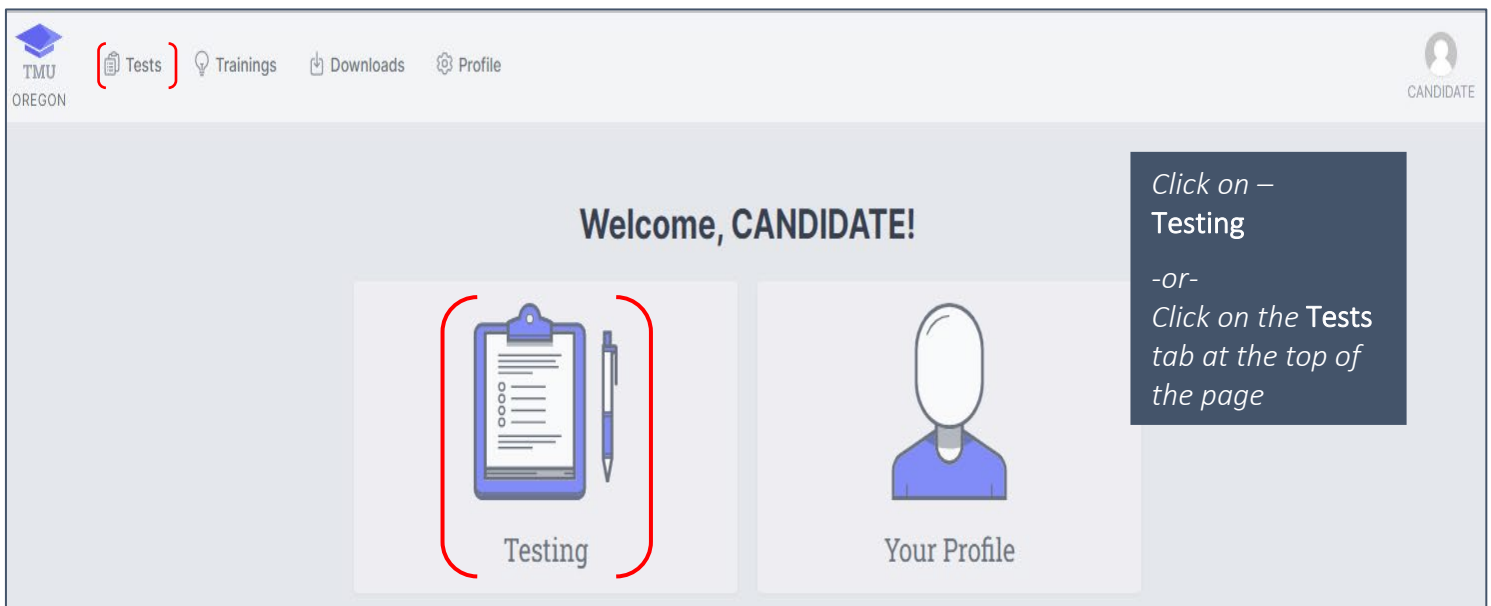 TMU
OREGON
Tests
Trainings
Downloads
Profile
CANDIDATE
Welcome, CANDIDATE!
Click on –
Testing
-or-
Click on the Tests
tab at the top of
the page
Testing
Your Profile